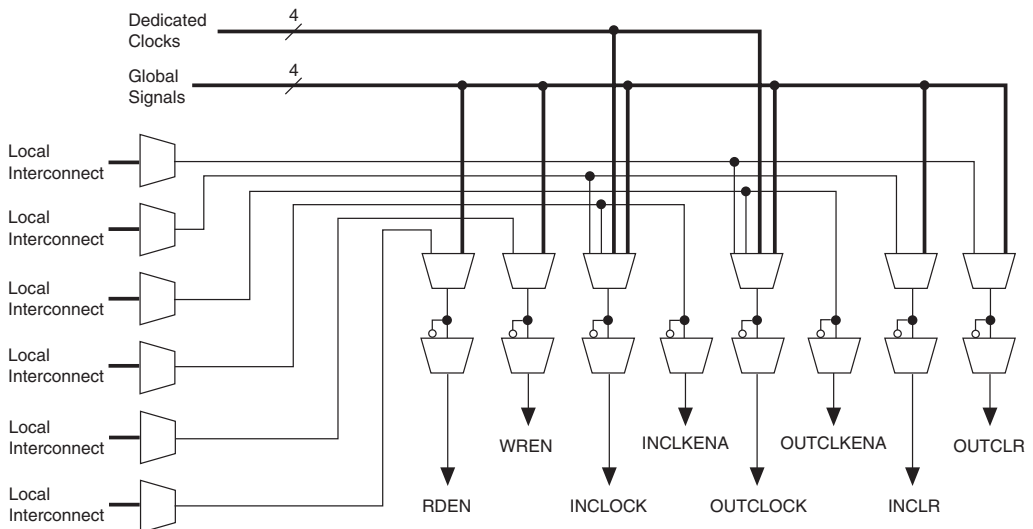 Dedicated
Clocks
4
Global
Signals
4
Local
Interconnect
Local
Interconnect
Local
Interconnect
Local
Interconnect
Local
Interconnect
Local
Interconnect
WREN
INCLKENA
OUTCLKENA
OUTCLR
RDEN
INCLOCK
OUTCLOCK
INCLR